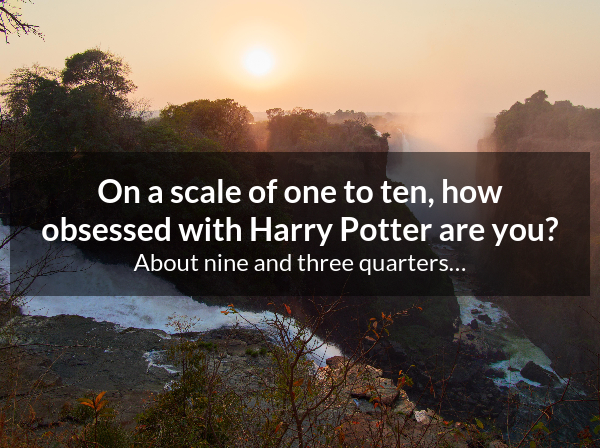 On a scale of one to ten, how
obsessed with Harry Potter are you?
About nine and three quarters...